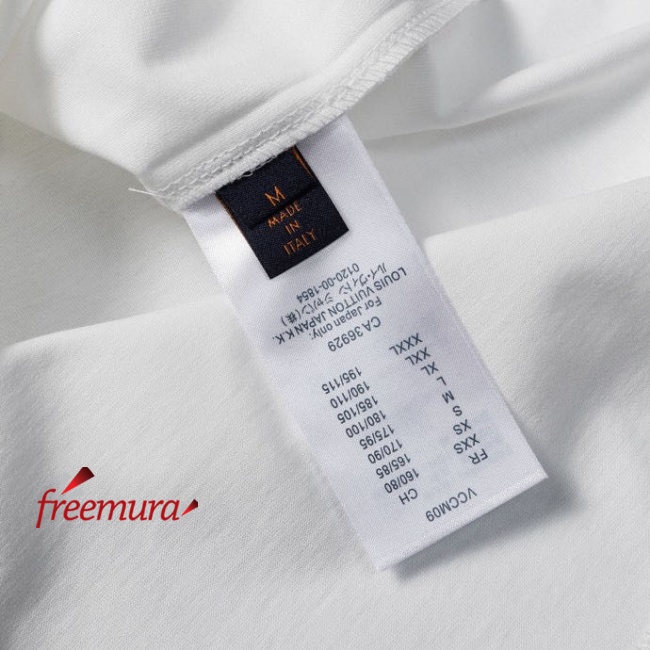 M
MADE
IN
ITALY
VCCM09
FR CH
XXS 160/80
XS 165/85
S 170/90
M 175/95
L 180/100
XL 185/105
XXL 190/110
XXXL 195/115
CA 36929
For Japan only:
LOUIS VUITTON JAPAN K.K.
ルイ・ヴィトン ジャパン(株)
0120-00-1854
freemura